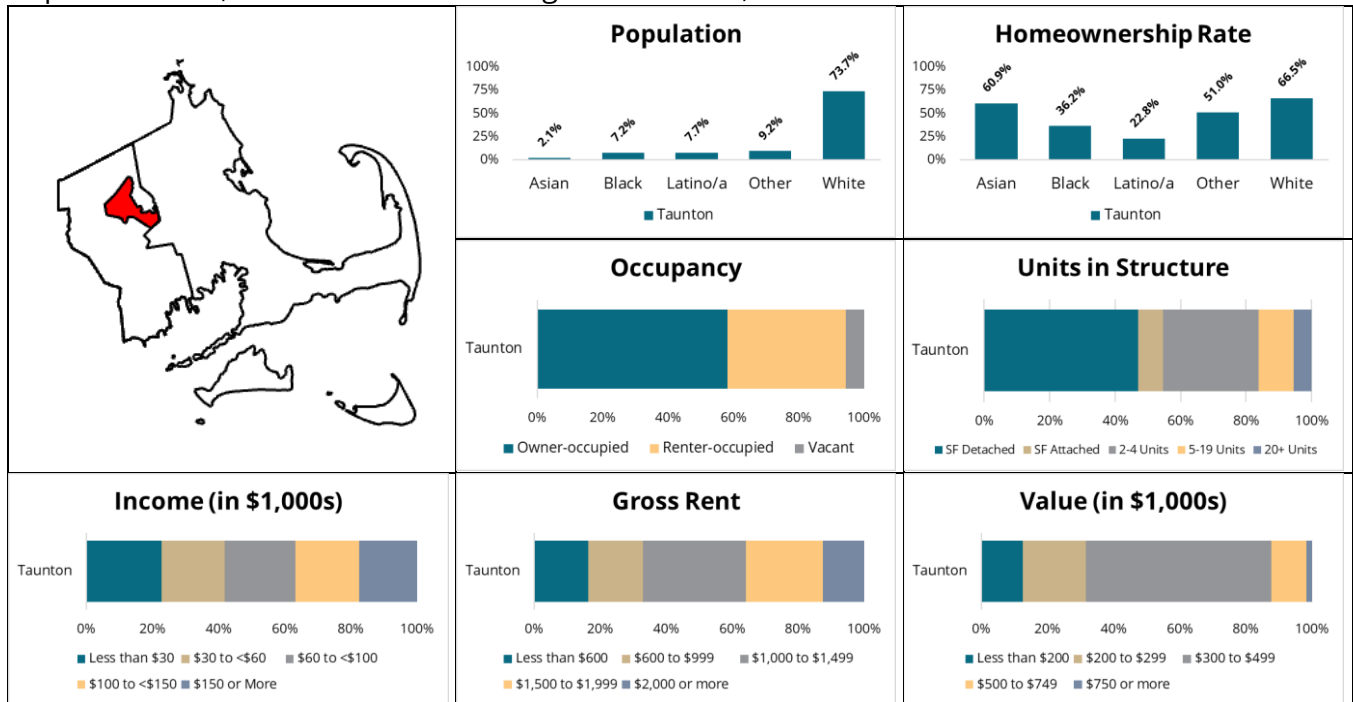 Population
100%
75%
50%
25%
0%
2.1%
7.2%
7.7%
9.2%
73.7%
Asian Black Latino/a Other White
Taunton
Homeownership Rate
100%
75%
50%
25%
0%
60.9%
36.2%
22.8%
51.0%
66.5%
Asian Black Latino/a Other White
Taunton
Occupancy
Taunton
0% 20% 40% 60% 80% 100%
Owner-occupied Renter-occupied Vacant
Units in Structure
Taunton
0% 20% 40% 60% 80% 100%
SF Detached SF Attached 2-4 Units 5-19 Units 20+ Units
Income (in $1,000s)
Taunton
0% 20% 40% 60% 80% 100%
Less than $30 $30 to <$60 $60 to <$100
$100 to <$150 $150 or More
Gross Rent
Taunton
0% 20% 40% 60% 80% 100%
Less than $600 $600 to $999 $1,000 to $1,499
$1,500 to $1,999 $2,000 or more
Value (in $1,000s)
Taunton
0% 20% 40% 60% 80% 100%
Less than $200 $200 to $299 $300 to $499
$500 to $749 $750 or more